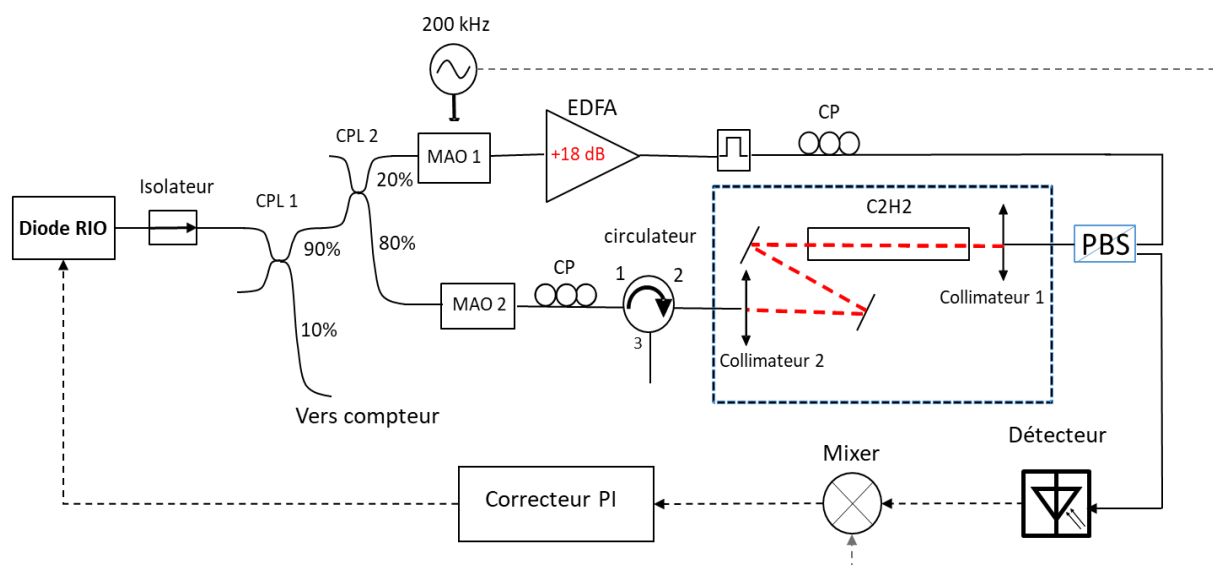 200 kHz
EDFA
CP
CPL 2
MAO 1
+18 dB
20%
Isolateur
C2H2
CPL 1
Diode RIO
circulateur
PBS
90%
80%
CP
1
2
Collimateur 1
MAO 2
10%
3
Collimateur 2
Vers compteur
Détecteur
Mixer
Correcteur PI